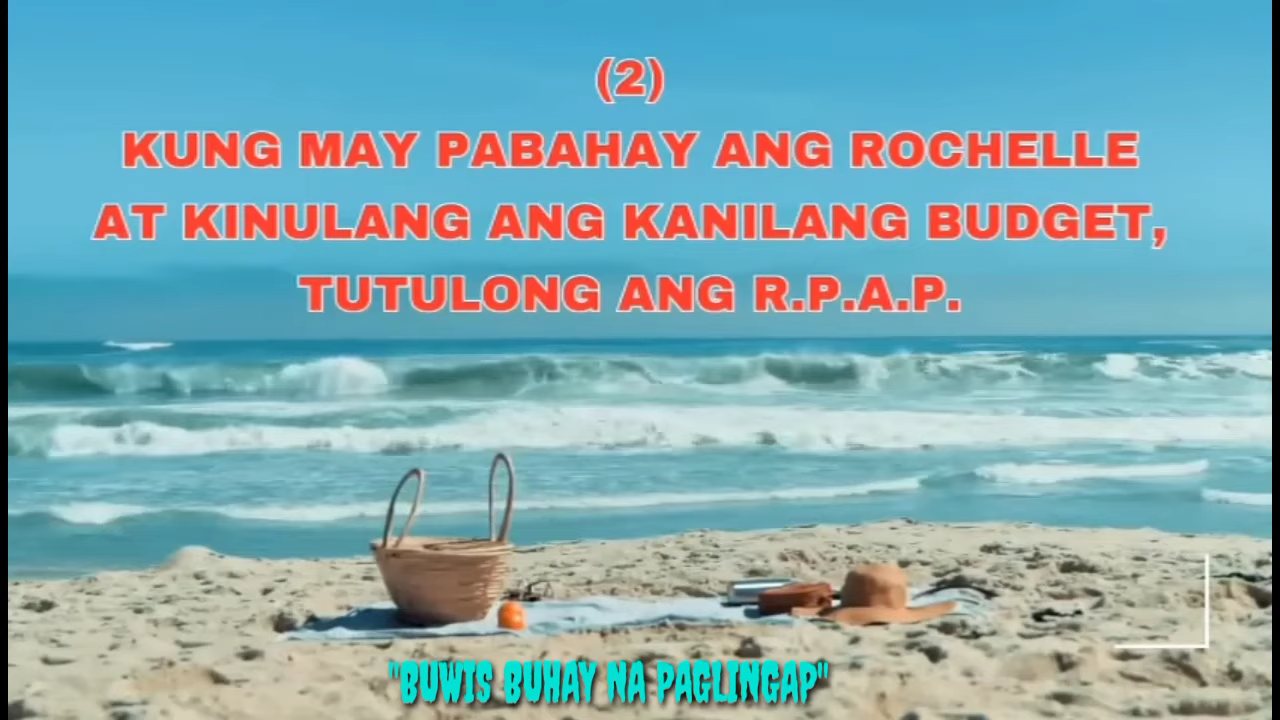 (2)
KUNG MAY PABAHAY ANG ROCHELLE
AT KINULANG ANG KANILANG BUDGET,
TUTULONG ANG R.P.A.P.
"BUWIS BUHAY NA PAGLINGAP"